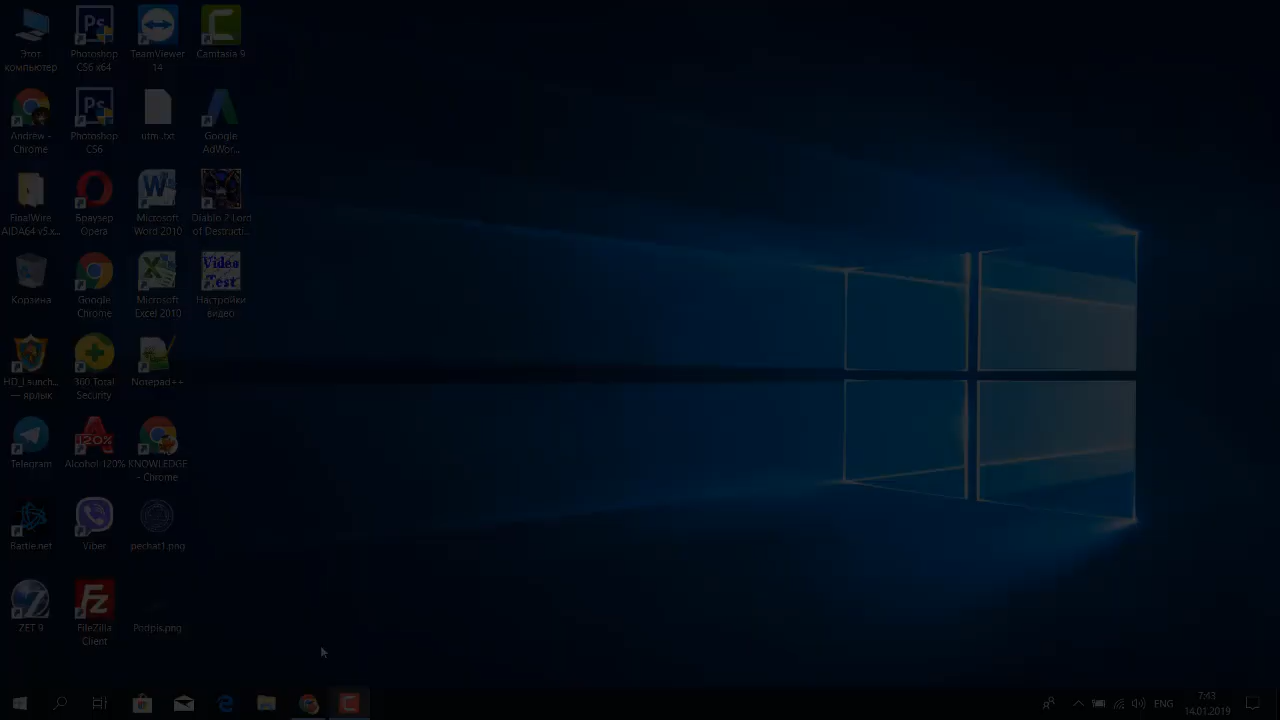 Этот
компьютер
Photoshop
CS6 x64
TeamViewer
14
Camtasia 9
Andrew -
Chrome
Photoshop
CS6
utm .txt
Google
AdWor...
FinalWire
AIDA64 v5.x...
Браузер
Opera
Microsoft
Word 2010
Diablo 2 Lord
of Destructi...
Корзина
Google
Chrome
Microsoft
Excel 2010
Video
Test
Настройки
видео
HD_Launch...
— ярлык
360 Total
Security
Notepad++
Telegram
120%
Alcohol 120%
KNOWLEDGE
- Chrome
Battle.net
Viber
pechat1.png
ZET 9
FileZilla
Client
Podpis.png
ENG
7:43
14.01.2019